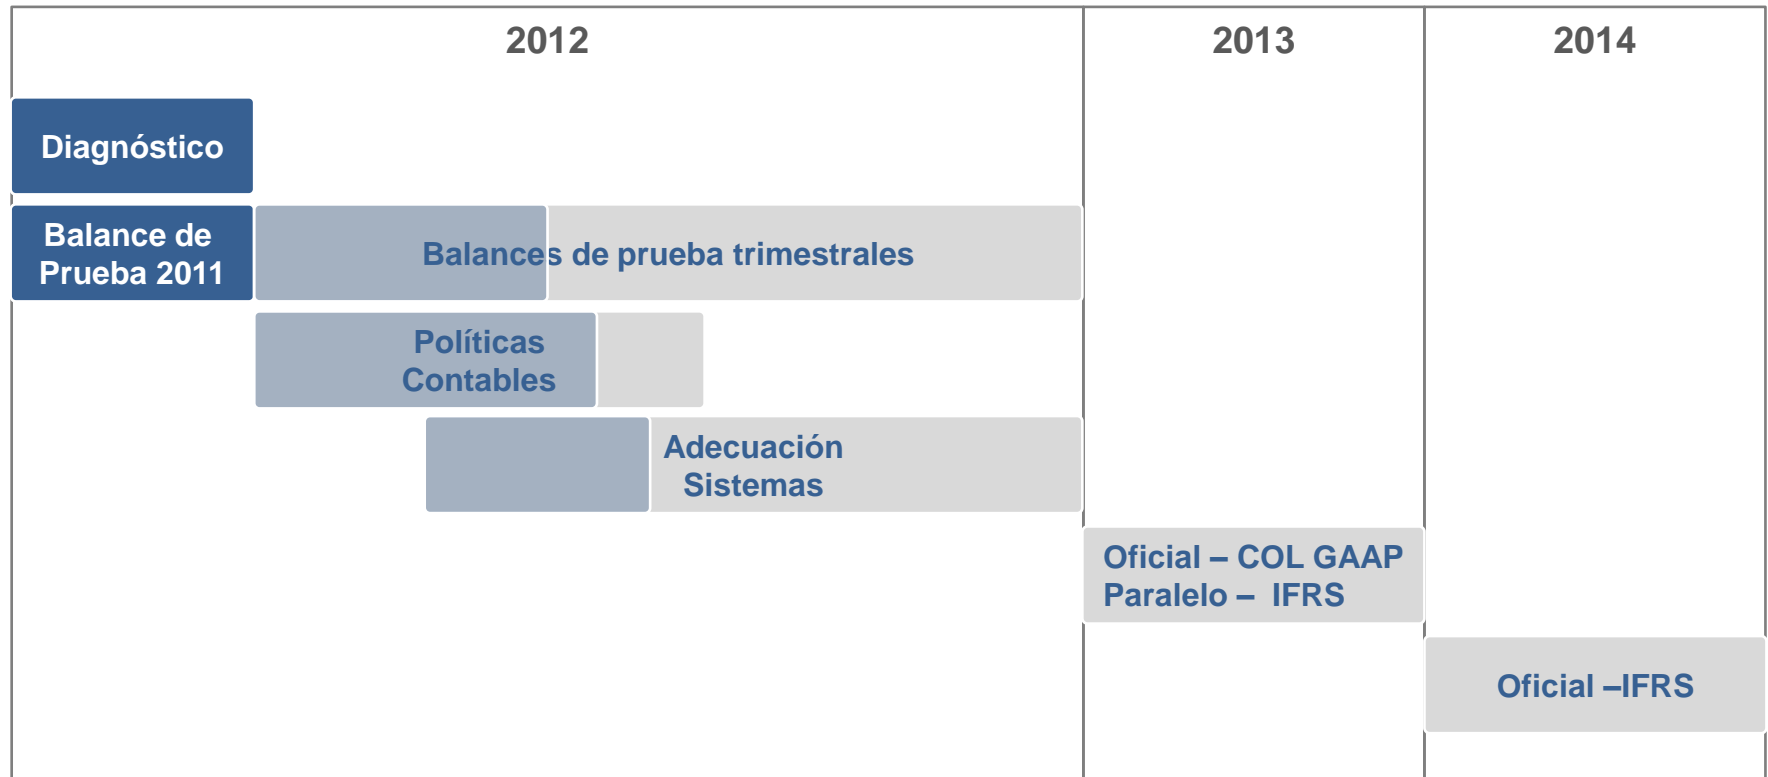 2012
2013
2014
Diagnóstico
Balance de
Prueba 2011
Balances de prueba trimestrales
Políticas
Contables
Adecuación
Sistemas
Oficial – COL GAAP
Paralelo – IFRS
Oficial –IFRS